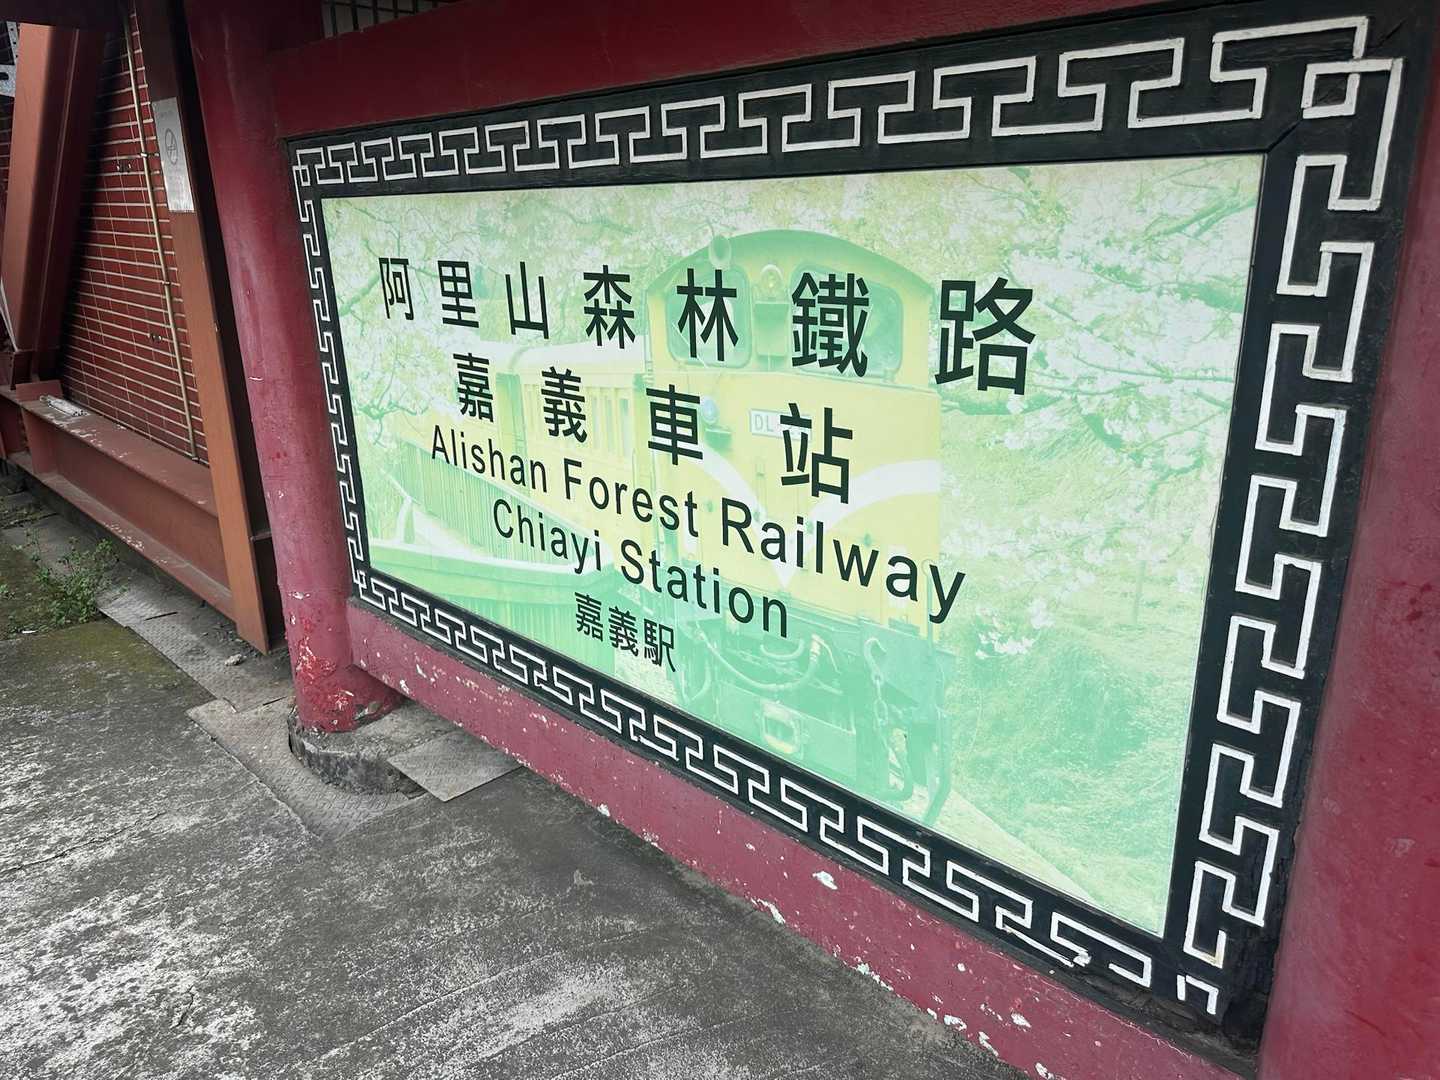 阿里山森林鐵路
嘉義車站
Alishan Forest Railway
Chiayi Station
嘉義駅
DL